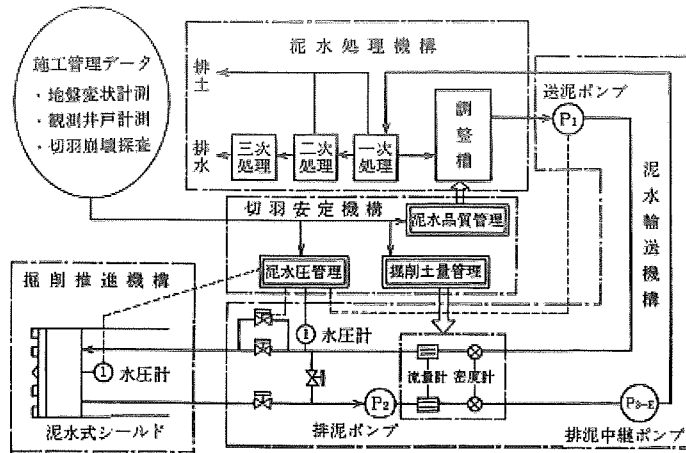 泥水処理機構
施工管理データ
・地盤変状計測
・観測井戸計測
・切羽崩壊探査
排土
排水
三次処理
二次処理
一次処理
調整槽
送泥ポンプ
P₁
泥水輸送機構
切羽安定機構
泥水品質管理
泥水圧管理
掘削土量管理
掘削推進機構
1
水圧計
泥水式シールド
1
水圧計
流量計
密度計
P₂
排泥ポンプ
P₃₋E
排泥中継ポンプ